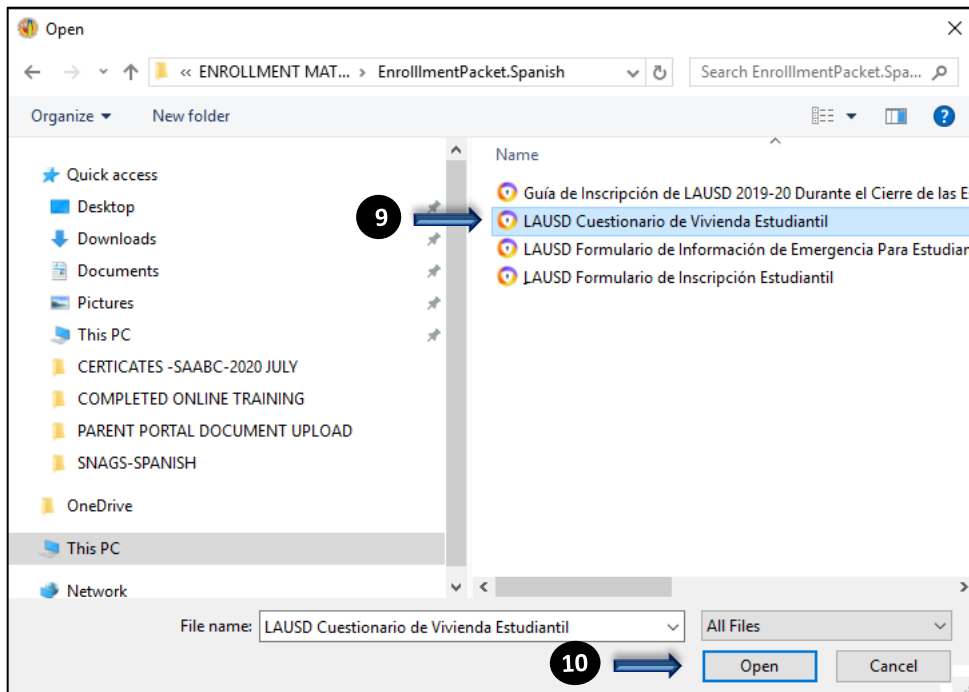 Open
« ENROLLMENT MAT... › EnrolllmentPacket.Spanish
Search EnrolllmentPacket.Spa...
Organize
New folder
Quick access
Desktop
Downloads
Documents
Pictures
This PC
CERTICATES -SAABC-2020 JULY
COMPLETED ONLINE TRAINING
PARENT PORTAL DOCUMENT UPLOAD
SNAGS-SPANISH
OneDrive
This PC
Network
Name
Guía de Inscripción de LAUSD 2019-20 Durante el Cierre de las E
9
LAUSD Cuestionario de Vivienda Estudiantil
LAUSD Formulario de Información de Emergencia Para Estudian
LAUSD Formulario de Inscripción Estudiantil
File name: LAUSD Cuestionario de Vivienda Estudiantil
All Files
10
Open
Cancel